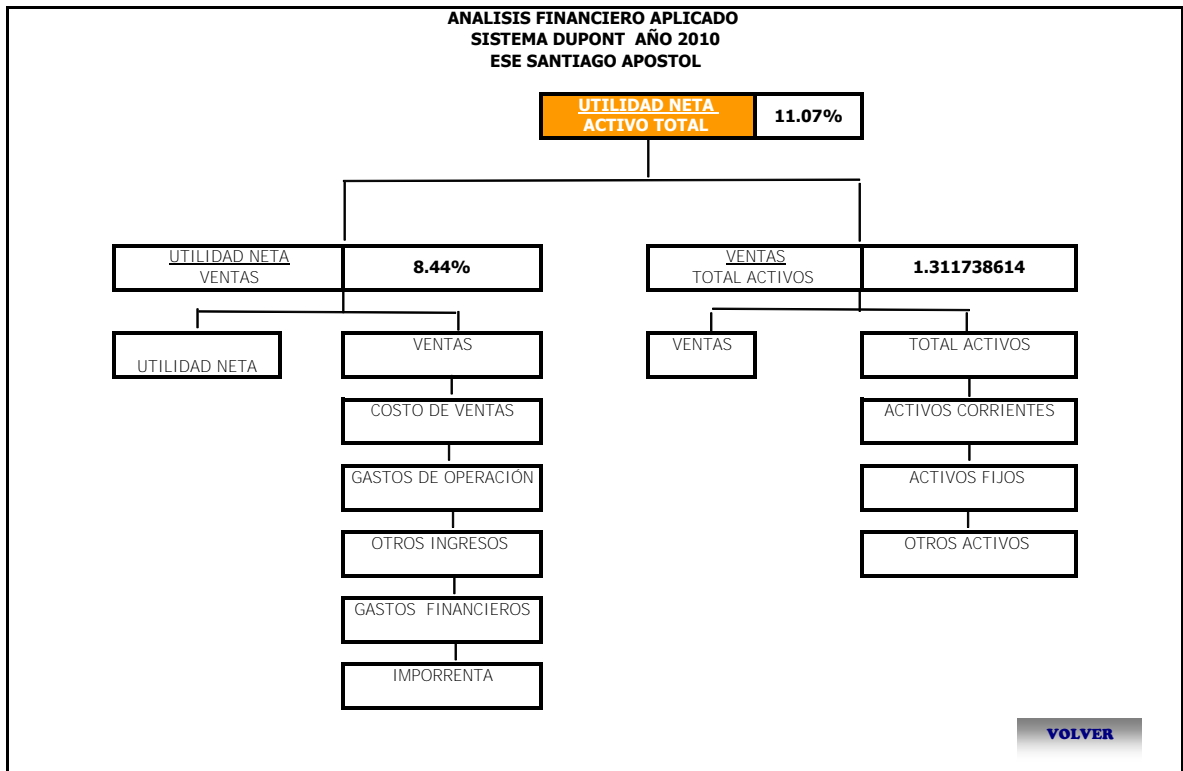 ANALISIS FINANCIERO APLICADO
SISTEMA DUPONT  AÑO 2010
ESE SANTIAGO APOSTOL
UTILIDAD NETA
ACTIVO TOTAL
11.07%
UTILIDAD NETA
VENTAS
8.44%
VENTAS
TOTAL ACTIVOS
1.311738614
UTILIDAD NETA
VENTAS
VENTAS
TOTAL ACTIVOS
COSTO DE VENTAS
ACTIVOS CORRIENTES
GASTOS DE OPERACIÓN
ACTIVOS FIJOS
OTROS INGRESOS
OTROS ACTIVOS
GASTOS  FINANCIEROS
IMPORRENTA
VOLVER